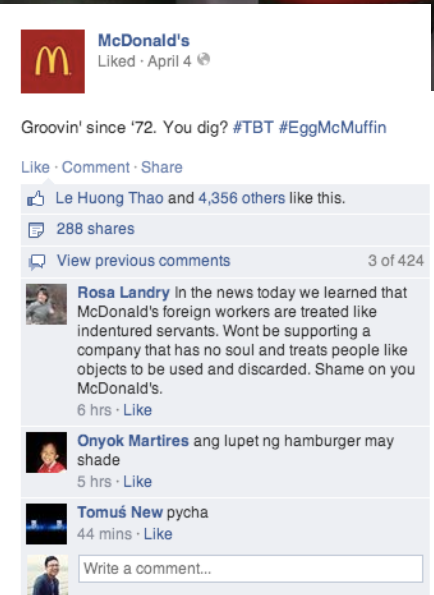 McDonald's
Liked · April 4
Groovin' since '72. You dig? #TBT #EggMcMuffin
Like · Comment · Share
Le Huong Thao and 4,356 others like this.
288 shares
View previous comments 3 of 424
Rosa Landry In the news today we learned that
McDonald's foreign workers are treated like
indentured servants. Wont be supporting a
company that has no soul and treats people like
objects to be used and discarded. Shame on you
McDonald's.
6 hrs · Like
Onyok Martires ang lupet ng hamburger may
shade
5 hrs · Like
Tomuś New pycha
44 mins · Like
Write a comment...